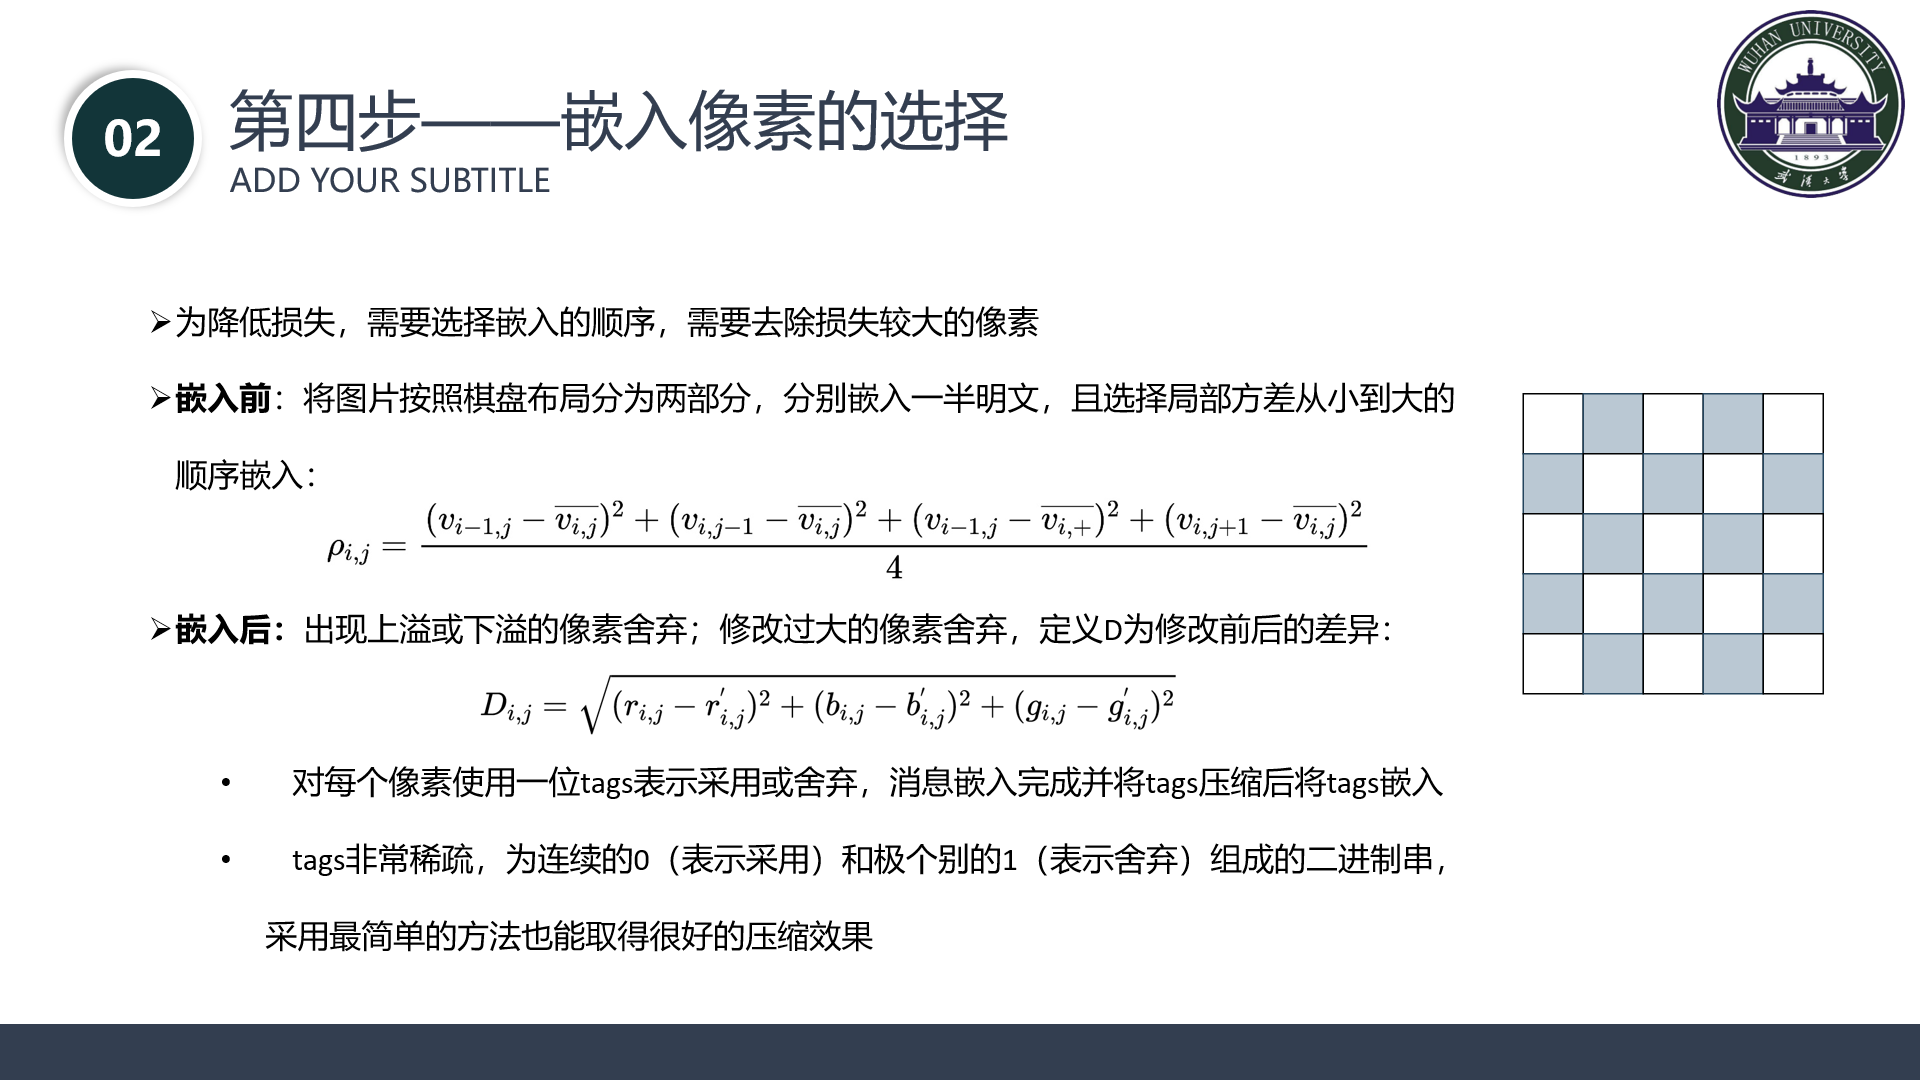 02
第四步——嵌入像素的选择
ADD YOUR SUBTITLE
WUHAN UNIVERSITY
1893
武汉大学
➢为降低损失，需要选择嵌入的顺序，需要去除损失较大的像素
➢嵌入前：将图片按照棋盘布局分为两部分，分别嵌入一半明文，且选择局部方差从小到大的
顺序嵌入：
$\rho_{i,j} = \frac{(v_{i-1,j} - \overline{v_{i,j}})^2 + (v_{i,j-1} - \overline{v_{i,j}})^2 + (v_{i-1,j} - \overline{v_{i,+}})^2 + (v_{i,j+1} - \overline{v_{i,j}})^2}{4}$
➢嵌入后：出现上溢或下溢的像素舍弃；修改过大的像素舍弃，定义D为修改前后的差异：
$D_{i,j} = \sqrt{(r_{i,j} - r'_{i,j})^2 + (b_{i,j} - b'_{i,j})^2 + (g_{i,j} - g'_{i,j})^2}$
• 对每个像素使用一位tags表示采用或舍弃，消息嵌入完成并将tags压缩后将tags嵌入
• tags非常稀疏，为连续的0（表示采用）和极个别的1（表示舍弃）组成的二进制串，
采用最简单的方法也能取得很好的压缩效果